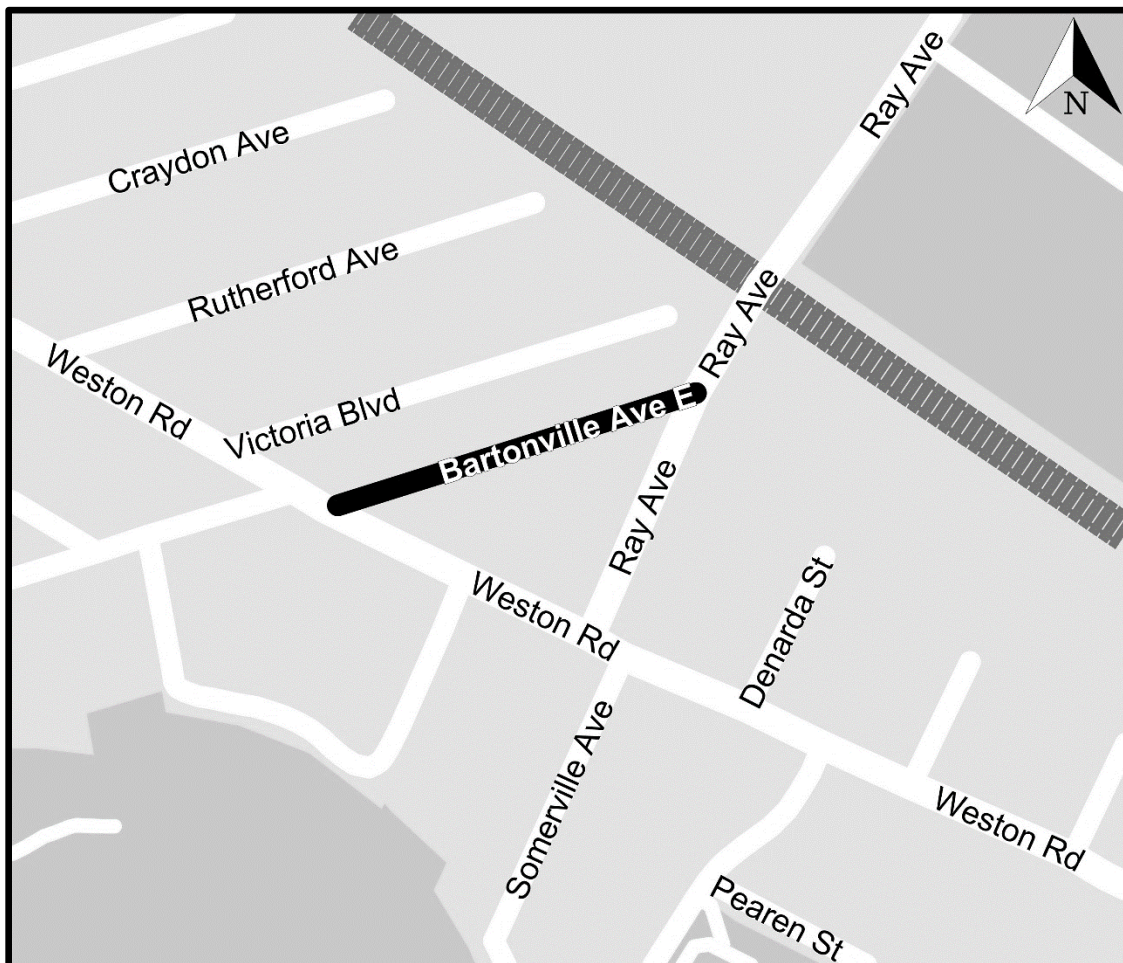 Ray Ave
N
Craydon Ave
Rutherford Ave
Ray Ave
Weston Rd
Victoria Blvd
Bartonville Ave E
Ray Ave
Weston Rd
Denarda St
Somerville Ave
Weston Rd
Pearen St